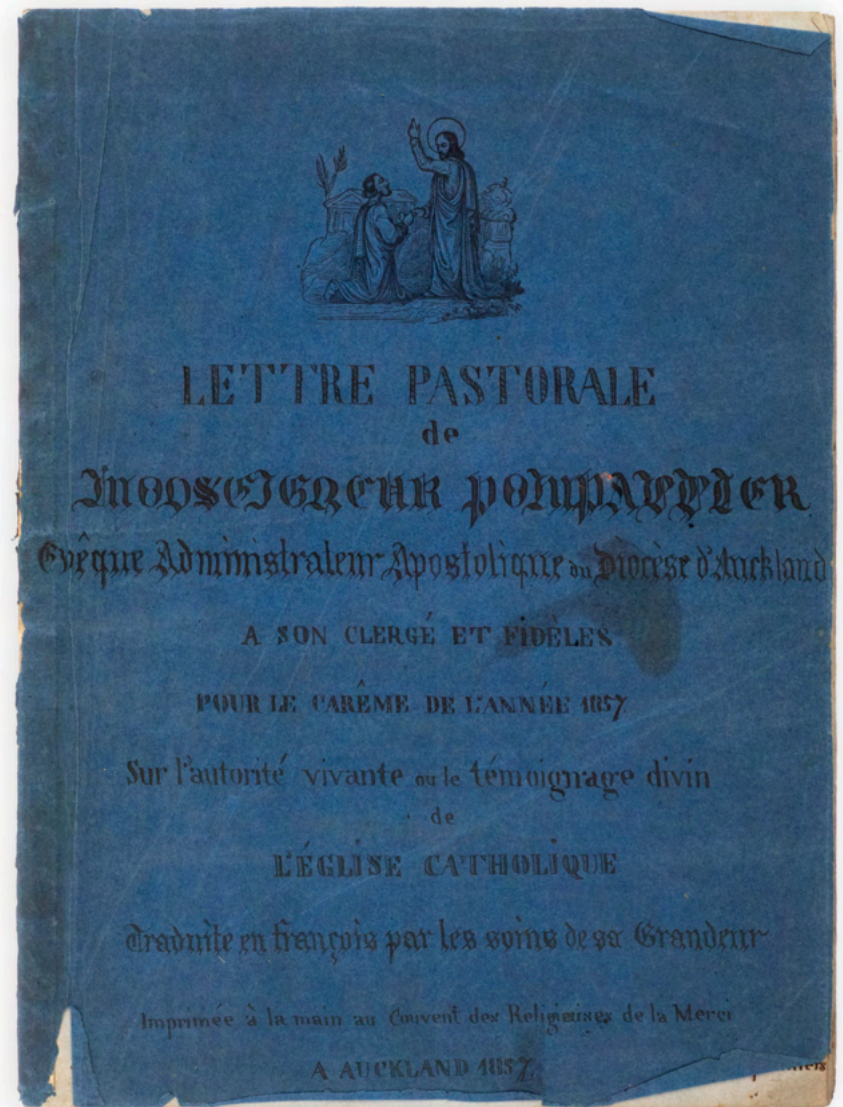 LETTRE PASTORALE
de
MONSEIGNEUR POMPALLIER
Evêque Administrateur Apostolique du Diocèse d'Auckland
A SON CLERGÉ ET FIDÈLES
POUR LE CARÊME DE L'ANNÉE 1857
Sur l'autorité vivante ou le témoignage divin
de
L'ÉGLISE CATHOLIQUE
Traduite en françois par les soins de sa Grandeur
Imprimée à la main au Couvent des Religieuses de la Merci
A AUCKLAND 1857